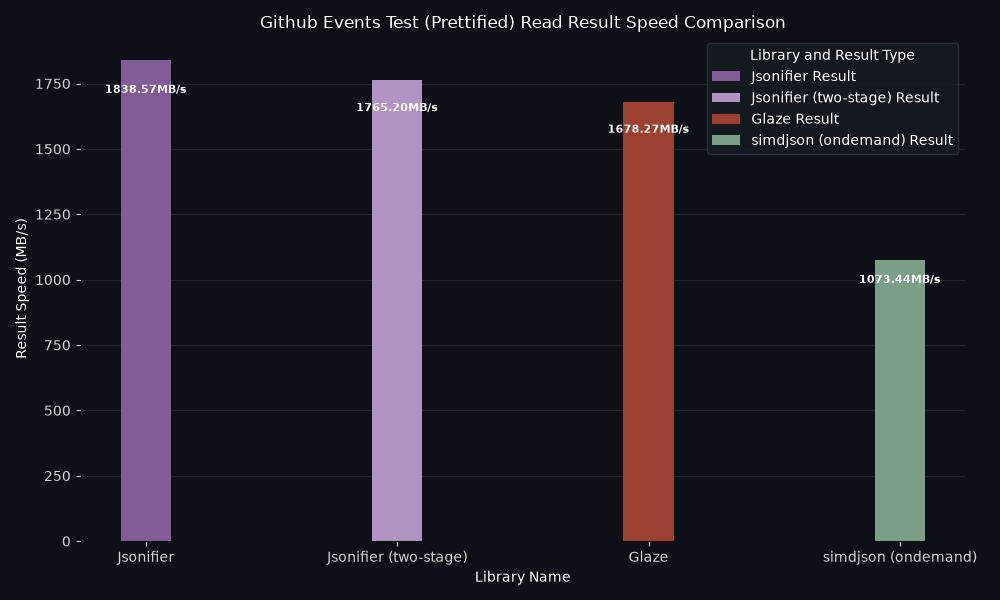 Github Events Test (Prettified) Read Result Speed Comparison
Library and Result Type
Jsonifier Result
Jsonifier (two-stage) Result
Glaze Result
simdjson (ondemand) Result
1838.57MB/s
1765.20MB/s
1678.27MB/s
1073.44MB/s
Result Speed (MB/s)
1750
1500
1250
1000
750
500
250
0
Jsonifier
Jsonifier (two-stage)
Glaze
simdjson (ondemand)
Library Name